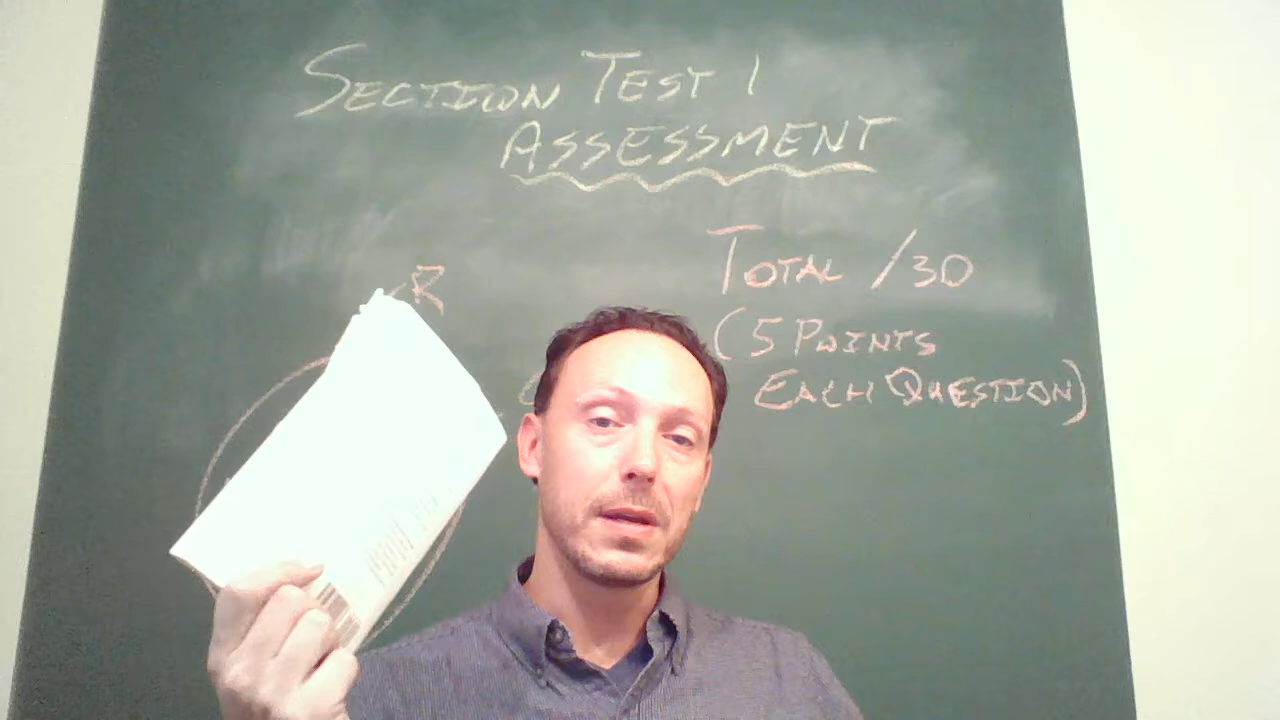 SECTION TEST 1
ASSESSMENT
TOTAL /30
R
(5 POINTS
EACH QUESTION)